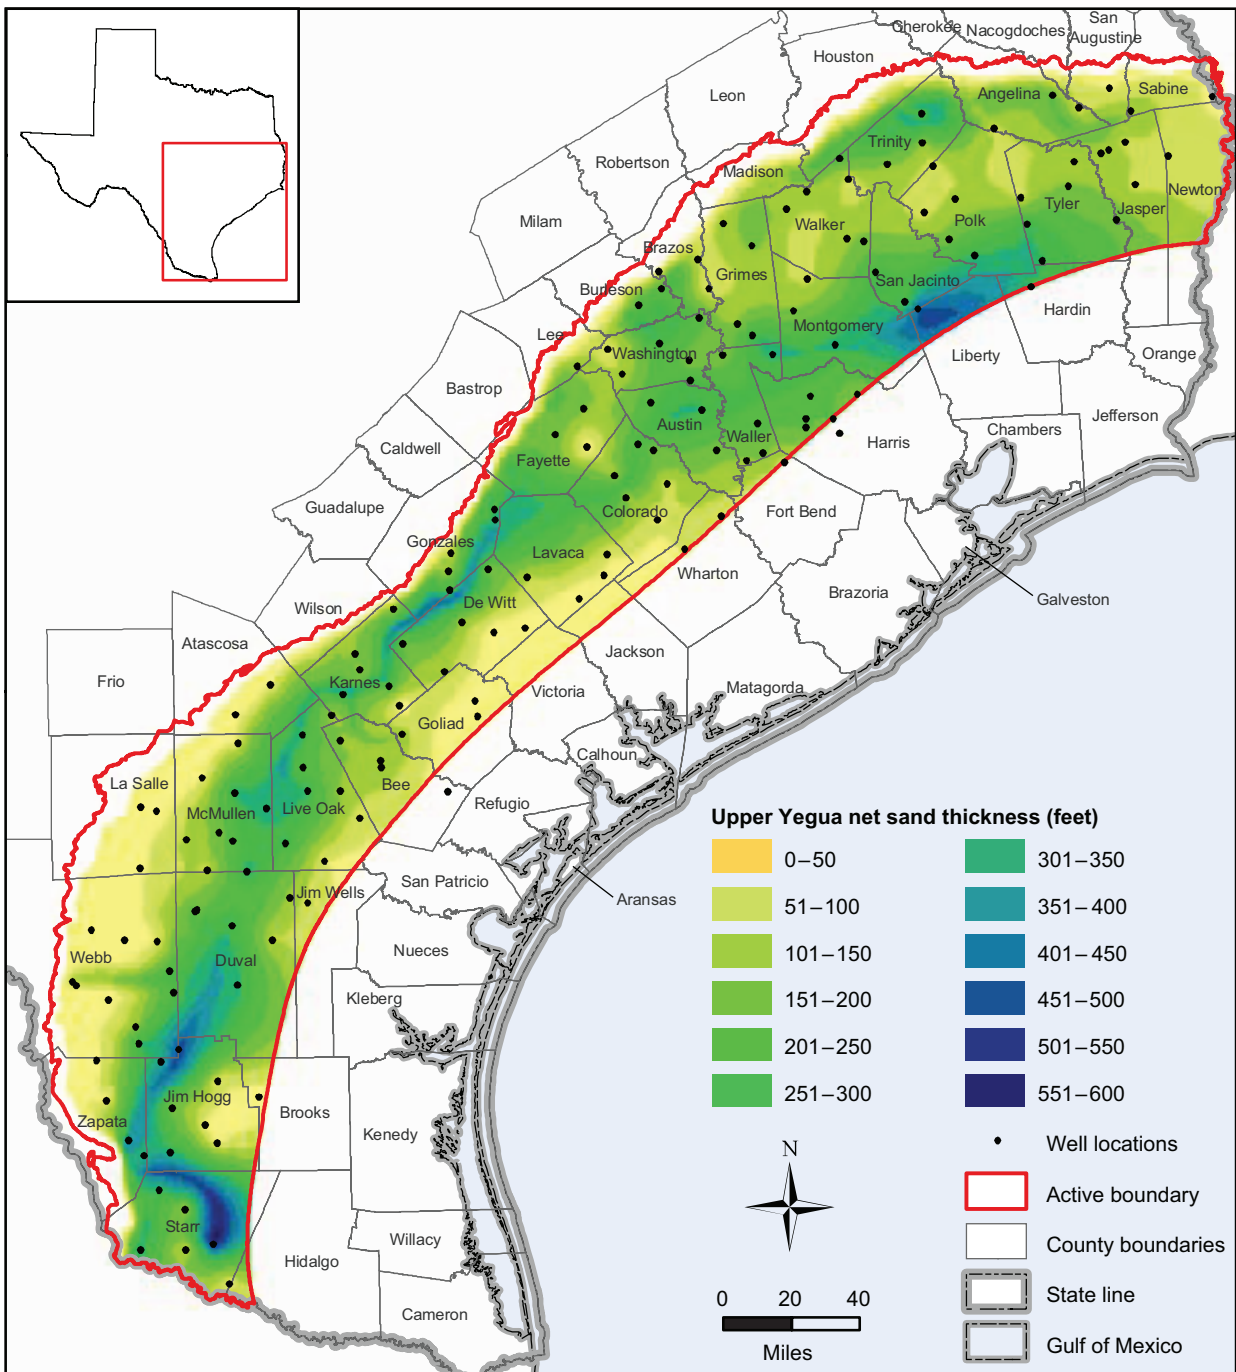 Cherokee
Nacogdoches
San
Augustine
Houston
Angelina
Sabine
Leon
Trinity
Robertson
Madison
Newton
Tyler
Jasper
Milam
Walker
Polk
Brazos
Grimes
San Jacinto
Burleson
Hardin
Montgomery
Lee
Washington
Liberty
Orange
Bastrop
Jefferson
Austin
Waller
Chambers
Harris
Caldwell
Fayette
Guadalupe
Colorado
Fort Bend
Gonzales
Lavaca
Wharton
Brazoria
Galveston
Wilson
De Witt
Atascosa
Jackson
Frio
Karnes
Victoria
Matagorda
Goliad
Calhoun
La Salle
Bee
McMullen
Live Oak
Refugio
San Patricio
Jim Wells
Aransas
Nueces
Webb
Duval
Kleberg
Jim Hogg
Brooks
Zapata
Kenedy
Starr
Willacy
Hidalgo
Cameron
Upper Yegua net sand thickness (feet)
0–50
51–100
101–150
151–200
201–250
251–300
301–350
351–400
401–450
451–500
501–550
551–600
Well locations
Active boundary
County boundaries
State line
Gulf of Mexico
N
0 20 40
Miles